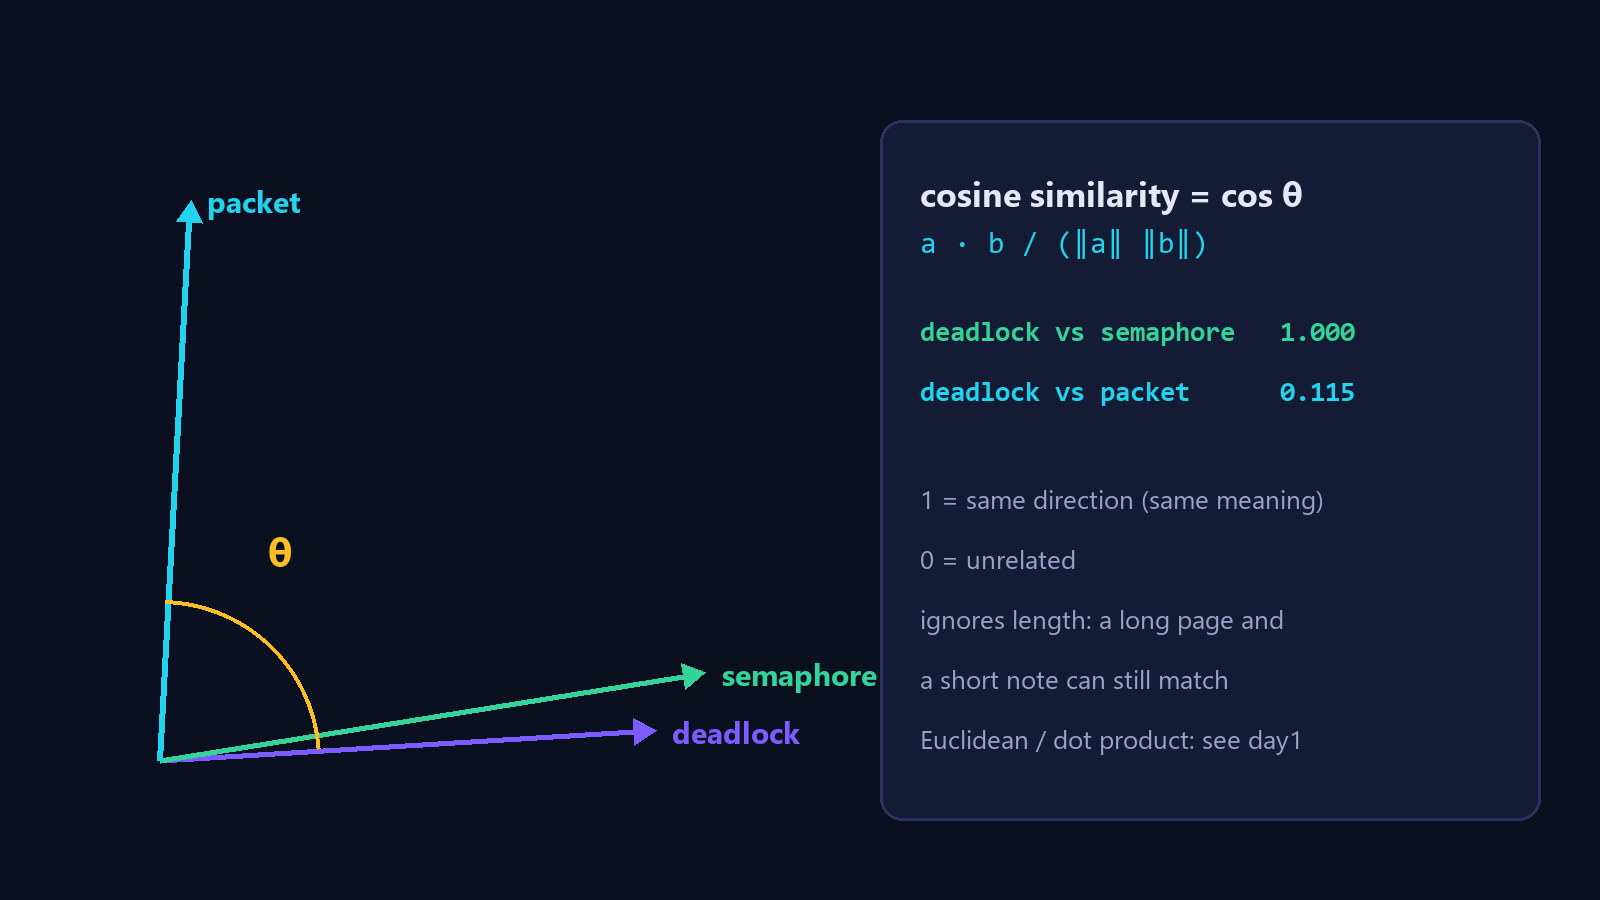 packet
θ
semaphore
deadlock
cosine similarity = cos θ
a · b / (‖a‖ ‖b‖)
deadlock vs semaphore 1.000
deadlock vs packet 0.115
1 = same direction (same meaning)
0 = unrelated
ignores length: a long page and
a short note can still match
Euclidean / dot product: see day1